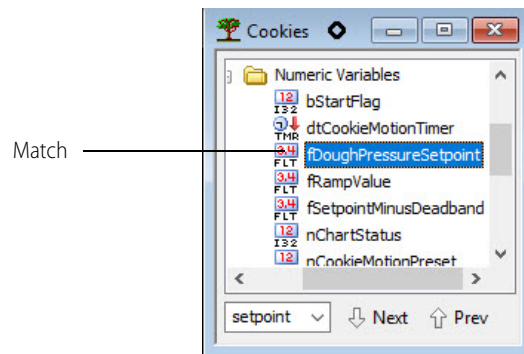 Cookies
Numeric Variables
12 I32 bStartFlag
TMR dtCookieMotionTimer
Match
3.4 FLT fDoughPressureSetpoint
3.4 FLT fRampValue
3.4 FLT fSetpointMinusDeadband
12 I32 nChartStatus
12 nCookieMotionPreset
setpoint Next Prev